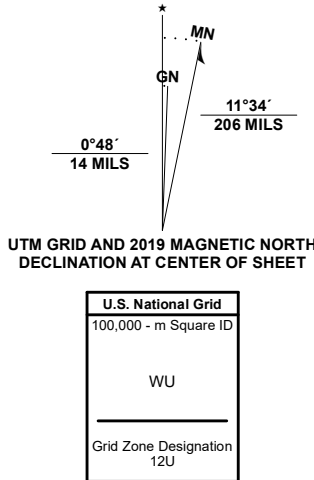 ★
MN
GN
11°34´
206 MILS
0°48´
14 MILS
UTM GRID AND 2019 MAGNETIC NORTH
DECLINATION AT CENTER OF SHEET
U.S. National Grid
100,000 - m Square ID
WU
Grid Zone Designation
12U